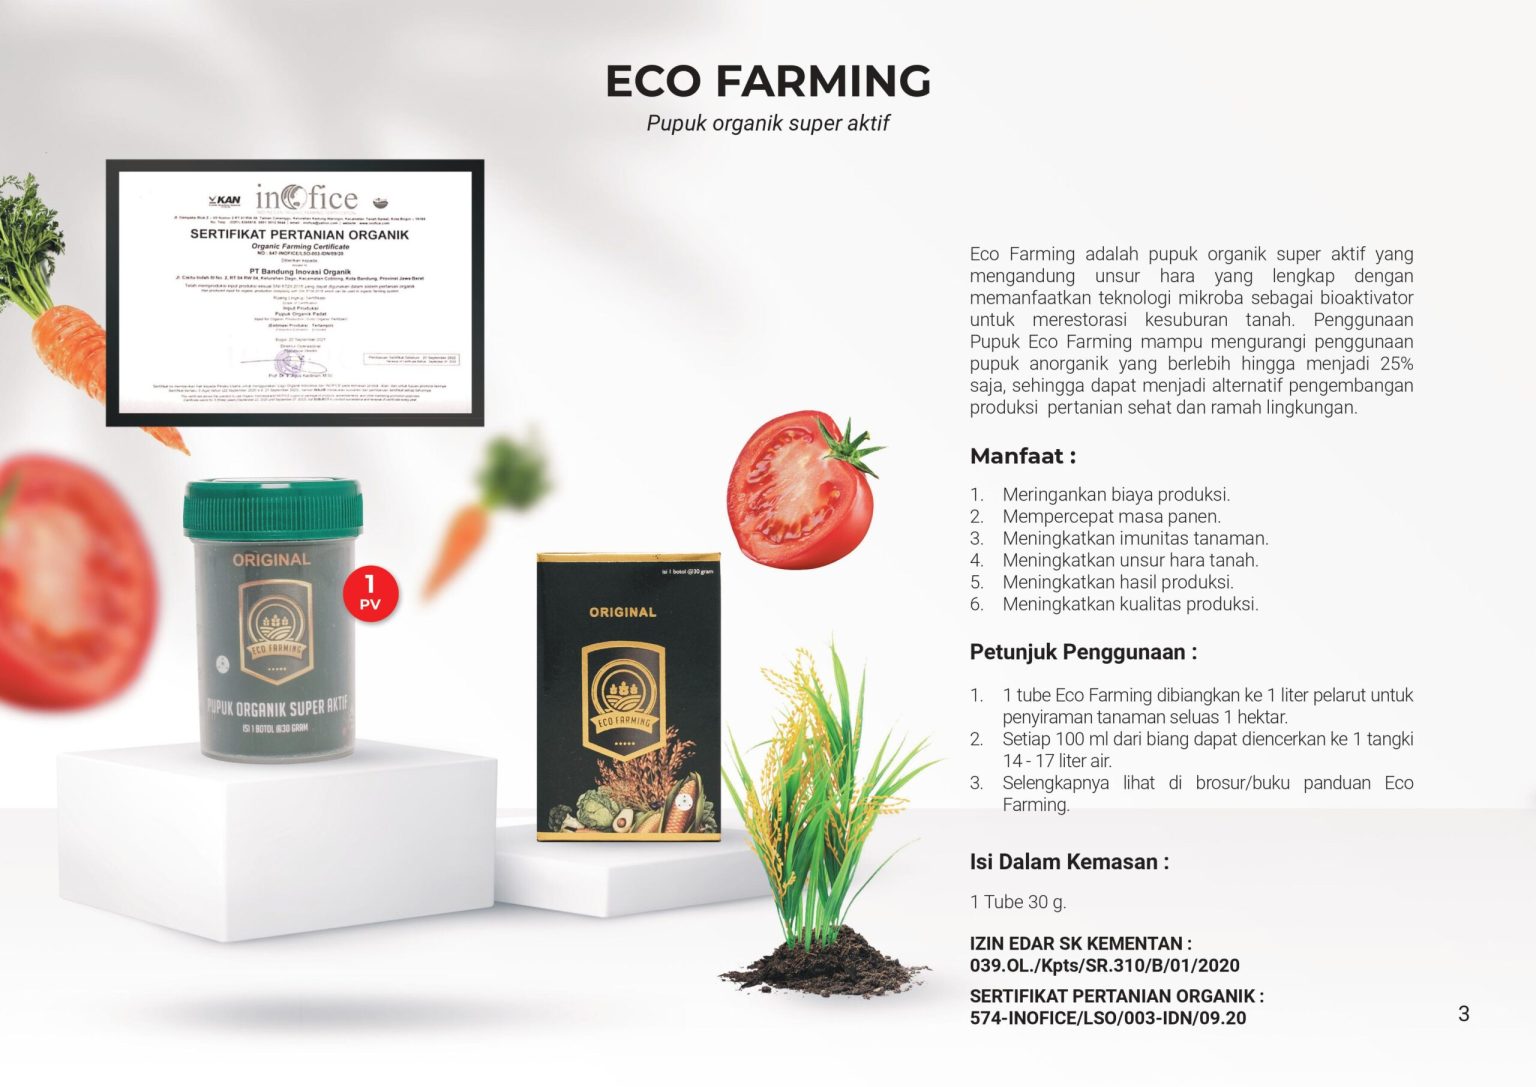 ECO FARMING
Pupuk organik super aktif
KAN
inOfice
SERTIFIKAT PERTANIAN ORGANIK
Organic Farming Certificate
Diberikan kepada
PT Bandung Inovasi Organik
Ruang Lingkup Sertifikasi
Input Produksi
Pupuk Organik Padat
ORIGINAL
ECO FARMING
PUPUK ORGANIK SUPER AKTIF
ISI 1 BOTOL @30 GRAM
1
PV
isi 1 botol @30 gram
ORIGINAL
ECO FARMING
Eco Farming adalah pupuk organik super aktif yang
mengandung unsur hara yang lengkap dengan
memanfaatkan teknologi mikroba sebagai bioaktivator
untuk merestorasi kesuburan tanah. Penggunaan
Pupuk Eco Farming mampu mengurangi penggunaan
pupuk anorganik yang berlebih hingga menjadi 25%
saja, sehingga dapat menjadi alternatif pengembangan
produksi pertanian sehat dan ramah lingkungan.
Manfaat :
1. Meringankan biaya produksi.
2. Mempercepat masa panen.
3. Meningkatkan imunitas tanaman.
4. Meningkatkan unsur hara tanah.
5. Meningkatkan hasil produksi.
6. Meningkatkan kualitas produksi.
Petunjuk Penggunaan :
1. 1 tube Eco Farming dibiangkan ke 1 liter pelarut untuk
penyiraman tanaman seluas 1 hektar.
2. Setiap 100 ml dari biang dapat diencerkan ke 1 tangki
14 - 17 liter air.
3. Selengkapnya lihat di brosur/buku panduan Eco
Farming.
Isi Dalam Kemasan :
1 Tube 30 g.
IZIN EDAR SK KEMENTAN :
039.OL./Kpts/SR.310/B/01/2020
SERTIFIKAT PERTANIAN ORGANIK :
574-INOFICE/LSO/003-IDN/09.20
3